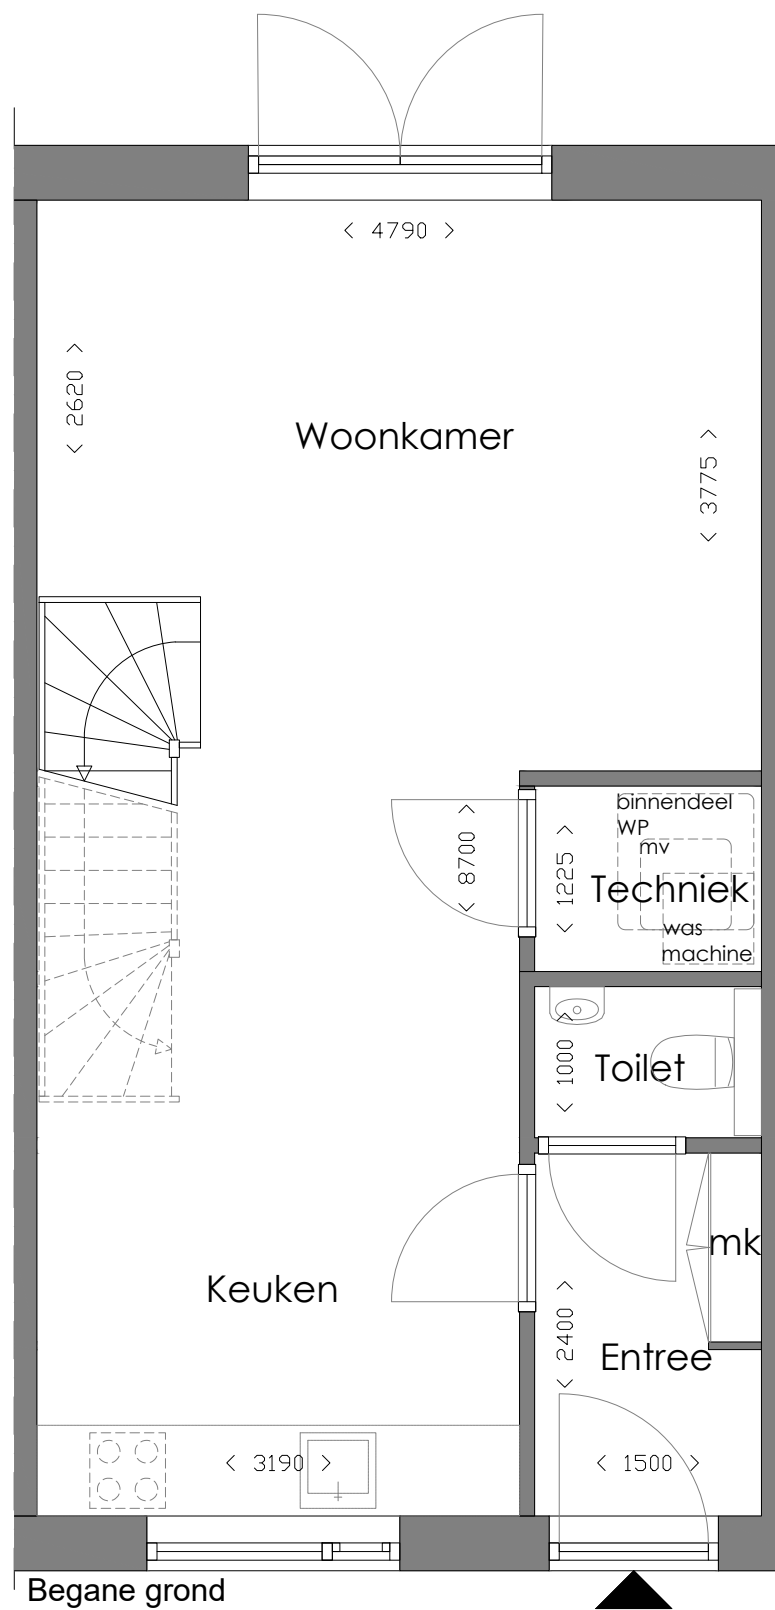 4790
2620
Woonkamer
3775
binnendeel
WP
mv
8700
1225
Techniek
was
machine
1000
Toilet
mk
Keuken
2400
Entree
3190
1500
Begane grond